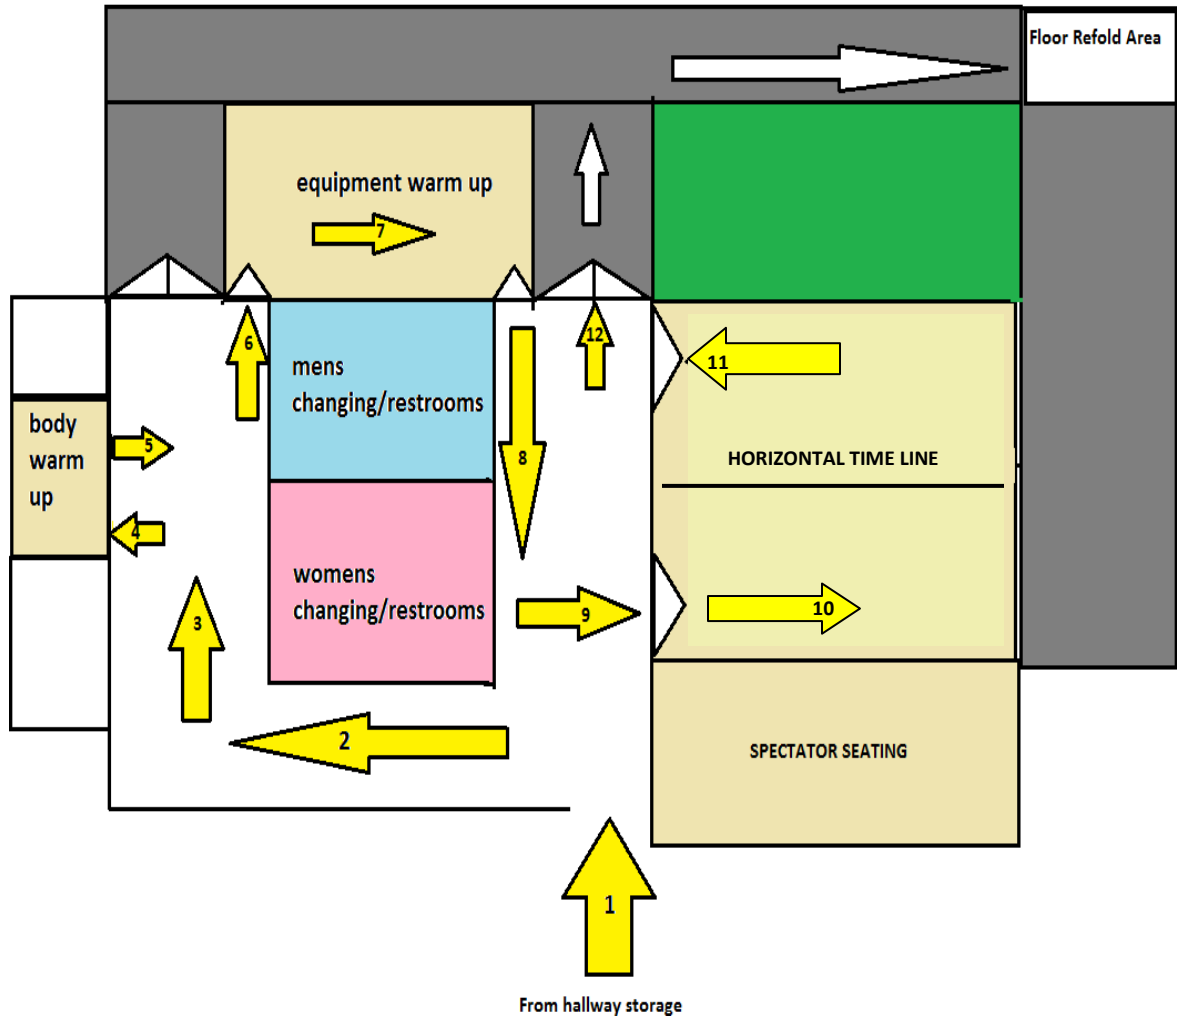 Floor Refold Area
equipment warm up
7
6
12
11
mens
changing/restrooms
body
warm
up
5
8
HORIZONTAL TIME LINE
4
womens
changing/restrooms
3
9
10
2
SPECTATOR SEATING
1
From hallway storage